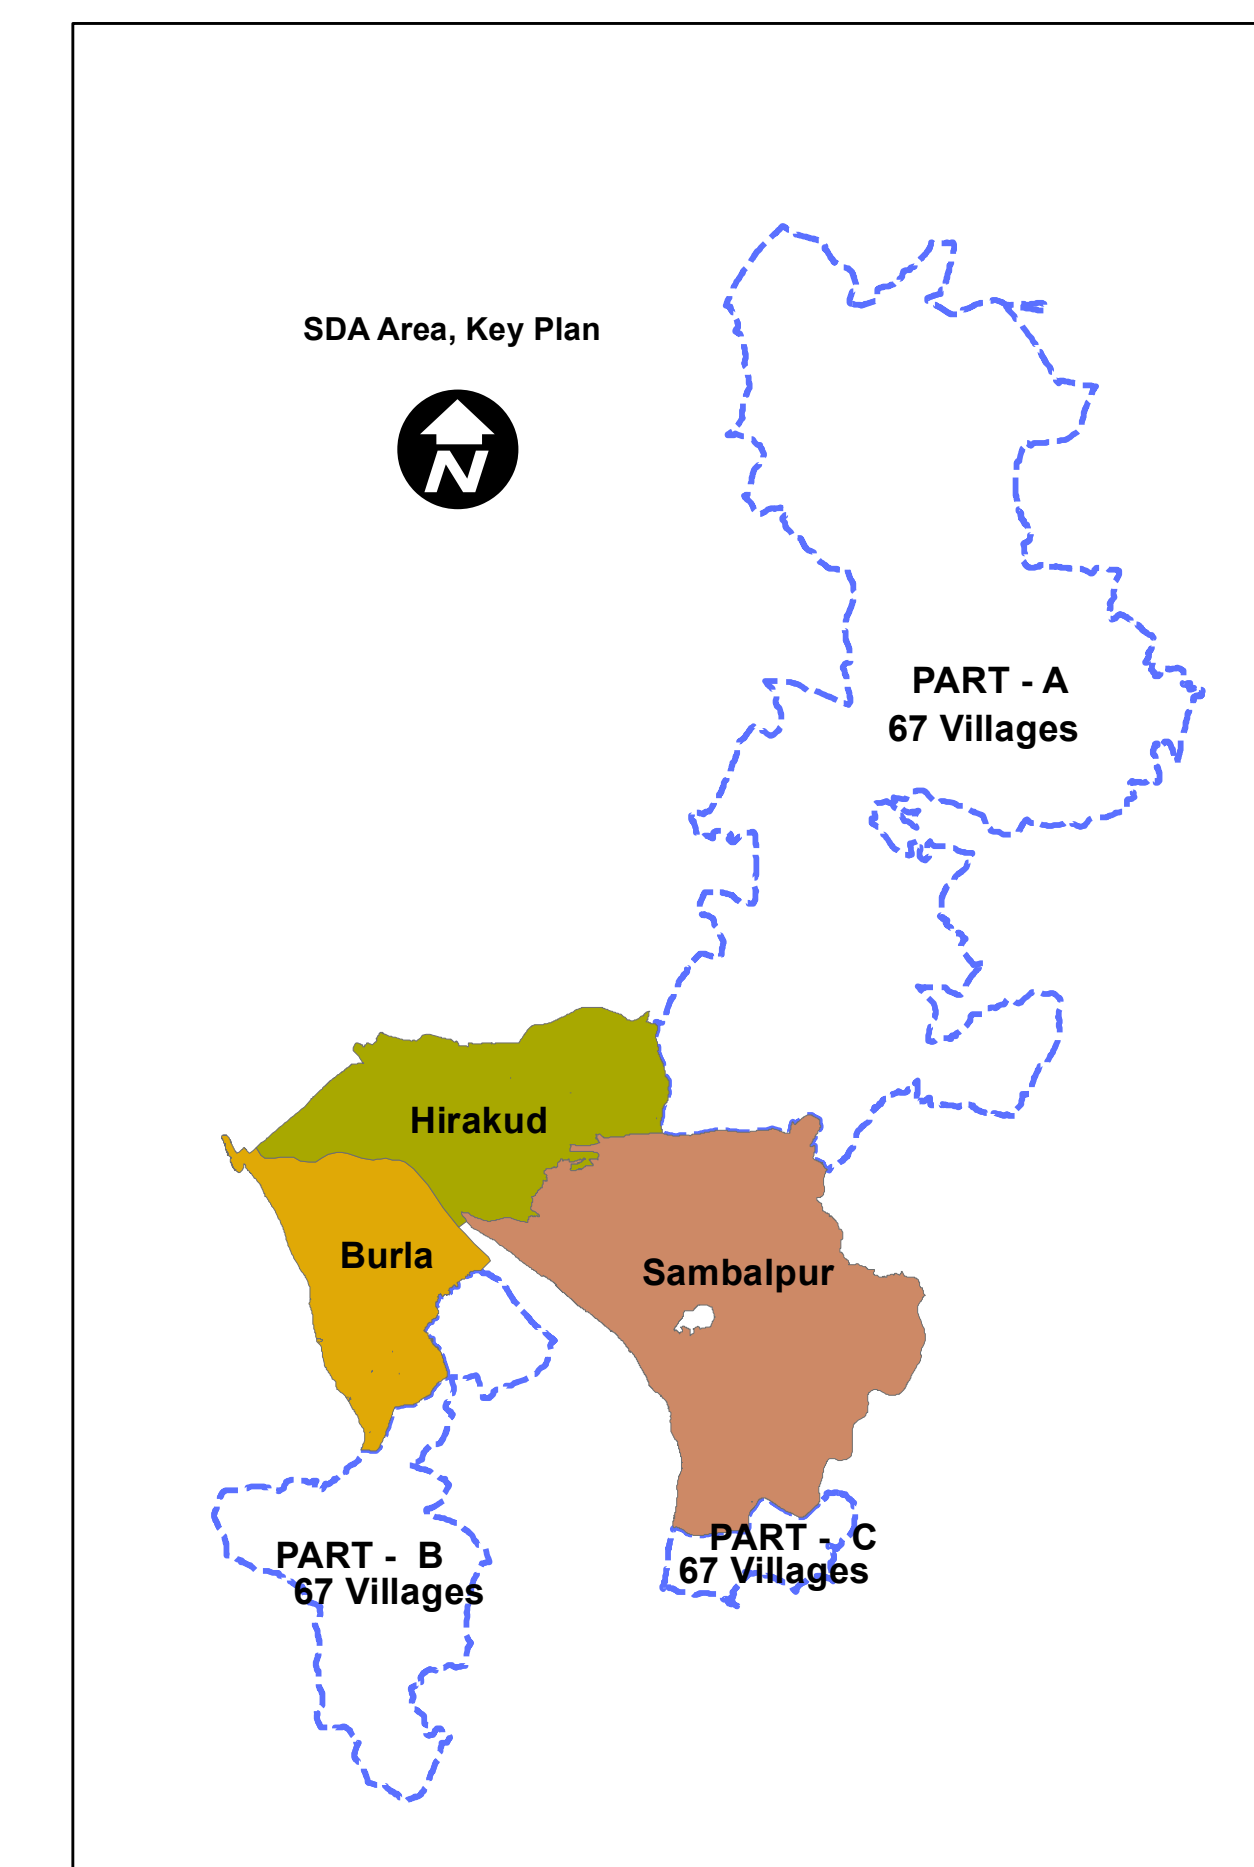 SDA Area, Key Plan
N
PART - A
67 Villages
Hirakud
Burla
Sambalpur
PART - C
67 Villages
PART - B
67 Villages